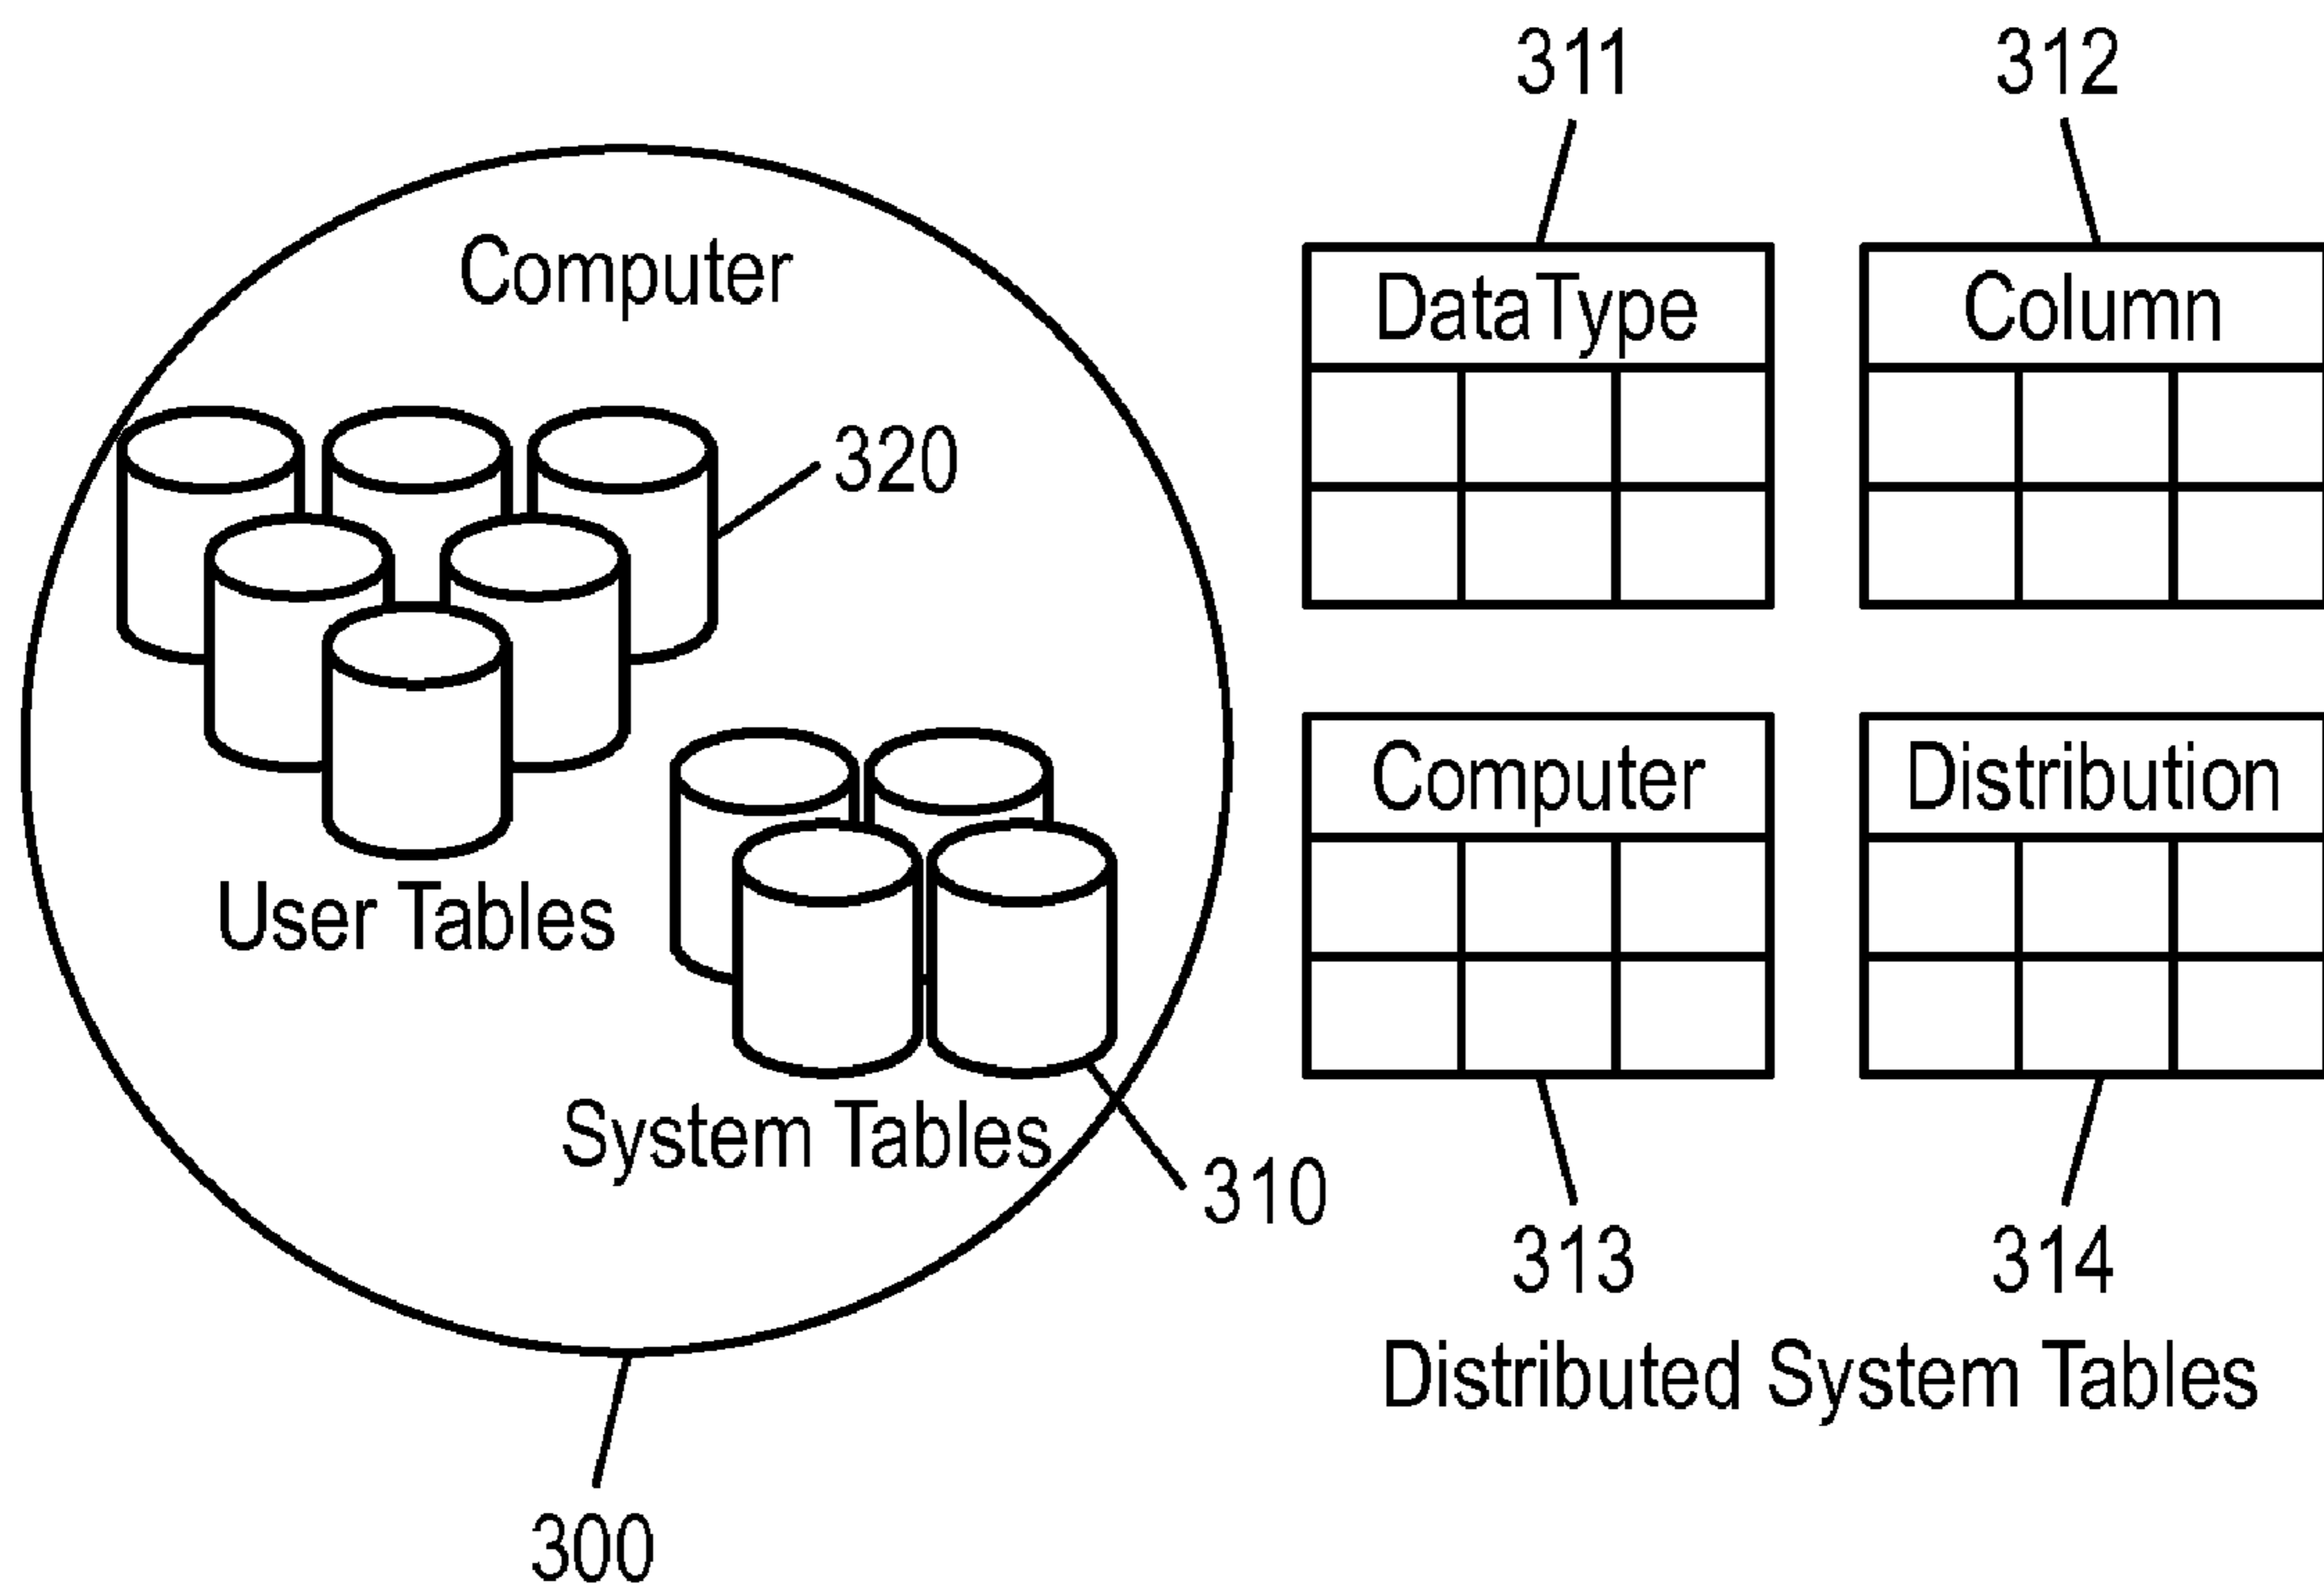 311
312
Computer
DataType
Column
320
Computer
Distribution
User Tables
System Tables
310
313
314
Distributed System Tables
300